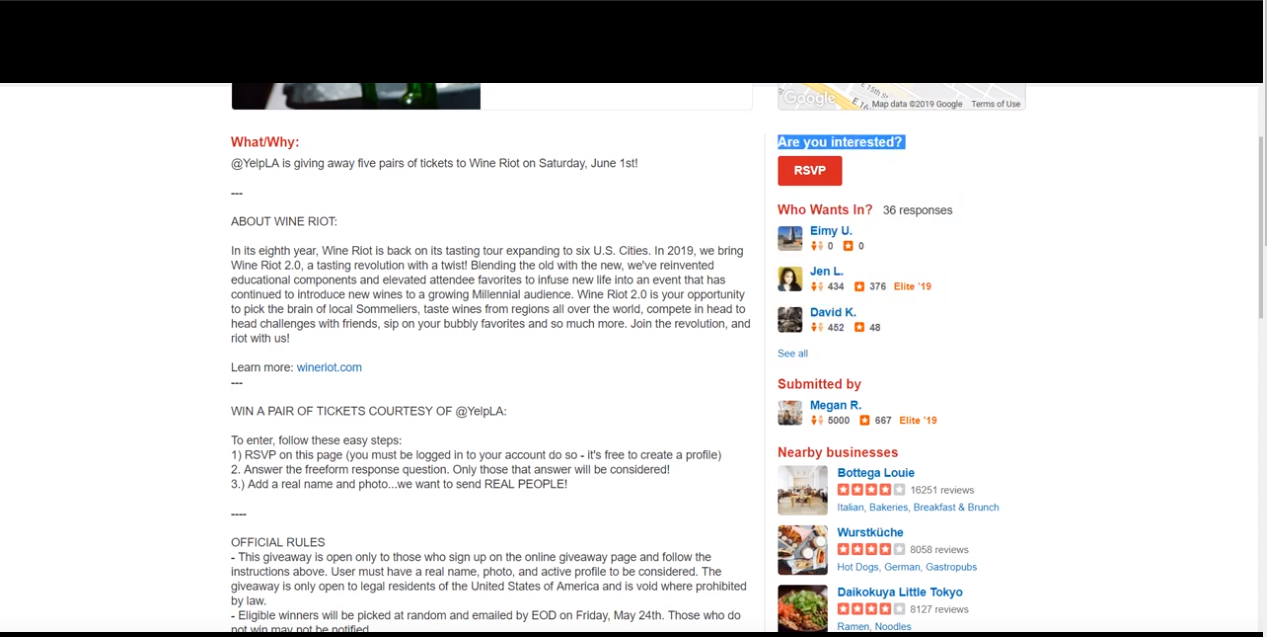 Google
E 15th St
E 16
Map data ©2019 Google Terms of Use
What/Why:
@YelpLA is giving away five pairs of tickets to Wine Riot on Saturday, June 1st!
---
ABOUT WINE RIOT:
In its eighth year, Wine Riot is back on its tasting tour expanding to six U.S. Cities. In 2019, we bring
Wine Riot 2.0, a tasting revolution with a twist! Blending the old with the new, we've reinvented
educational components and elevated attendee favorites to infuse new life into an event that has
continued to introduce new wines to a growing Millennial audience. Wine Riot 2.0 is your opportunity
to pick the brain of local Sommeliers, taste wines from regions all over the world, compete in head to
head challenges with friends, sip on your bubbly favorites and so much more. Join the revolution, and
riot with us!
Learn more: wineriot.com
---
WIN A PAIR OF TICKETS COURTESY OF @YelpLA:
To enter, follow these easy steps:
1) RSVP on this page (you must be logged in to your account do so - it's free to create a profile)
2. Answer the freeform response question. Only those that answer will be considered!
3.) Add a real name and photo...we want to send REAL PEOPLE!
----
OFFICIAL RULES
- This giveaway is open only to those who sign up on the online giveaway page and follow the
instructions above. User must have a real name, photo, and active profile to be considered. The
giveaway is only open to legal residents of the United States of America and is void where prohibited
by law.
- Eligible winners will be picked at random and emailed by EOD on Friday, May 24th. Those who do
not win may not be notified.
Are you interested?
RSVP
Who Wants In? 36 responses
Eimy U.
0 0
Jen L.
434 376 Elite '19
David K.
452 48
See all
Submitted by
Megan R.
5000 667 Elite '19
Nearby businesses
Bottega Louie
16251 reviews
Italian, Bakeries, Breakfast & Brunch
Wurstküche
8058 reviews
Hot Dogs, German, Gastropubs
Daikokuya Little Tokyo
8127 reviews
Ramen, Noodles